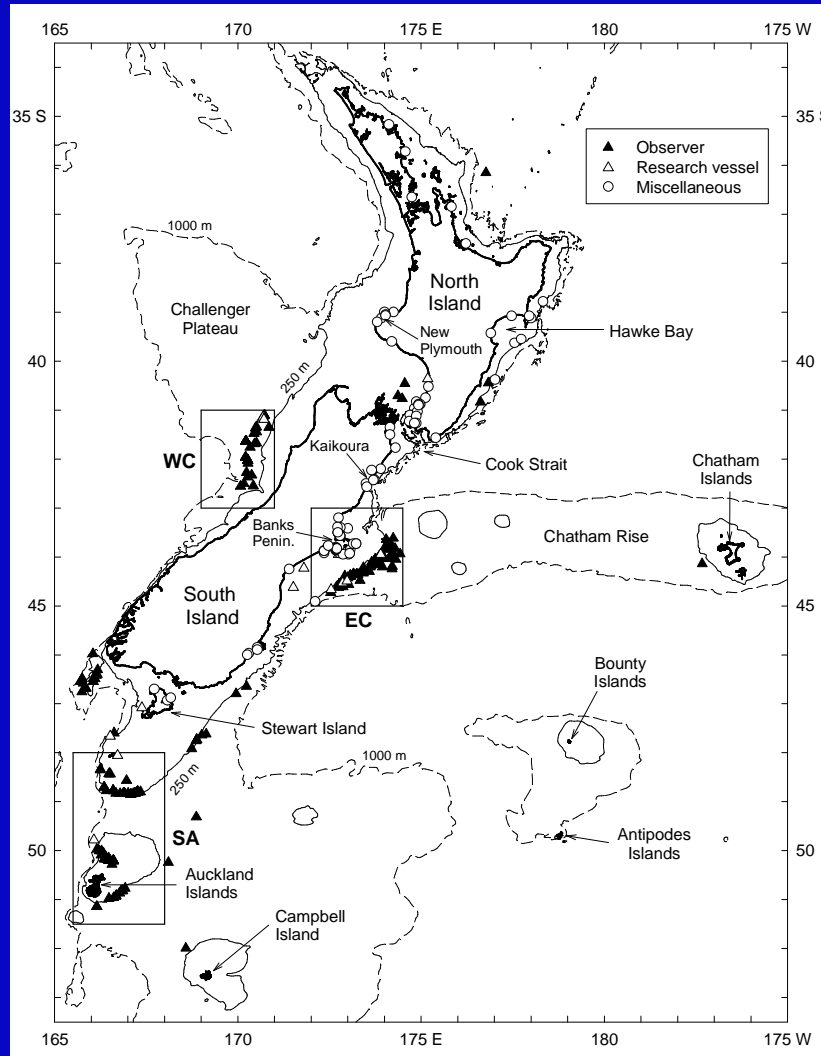 165
170
175 E
180
175 W
35 S
35 S
Observer
Research vessel
Miscellaneous
1000 m
North
Island
Challenger
Plateau
New
Plymouth
Hawke Bay
40
40
250 m
WC
Kaikoura
Cook Strait
Chatham
Islands
Banks
Penin.
Chatham Rise
South
Island
45
45
EC
Bounty
Islands
Stewart Island
1000 m
250 m
SA
Antipodes
Islands
50
50
Auckland
Islands
Campbell
Island
165
170
175 E
180
175 W